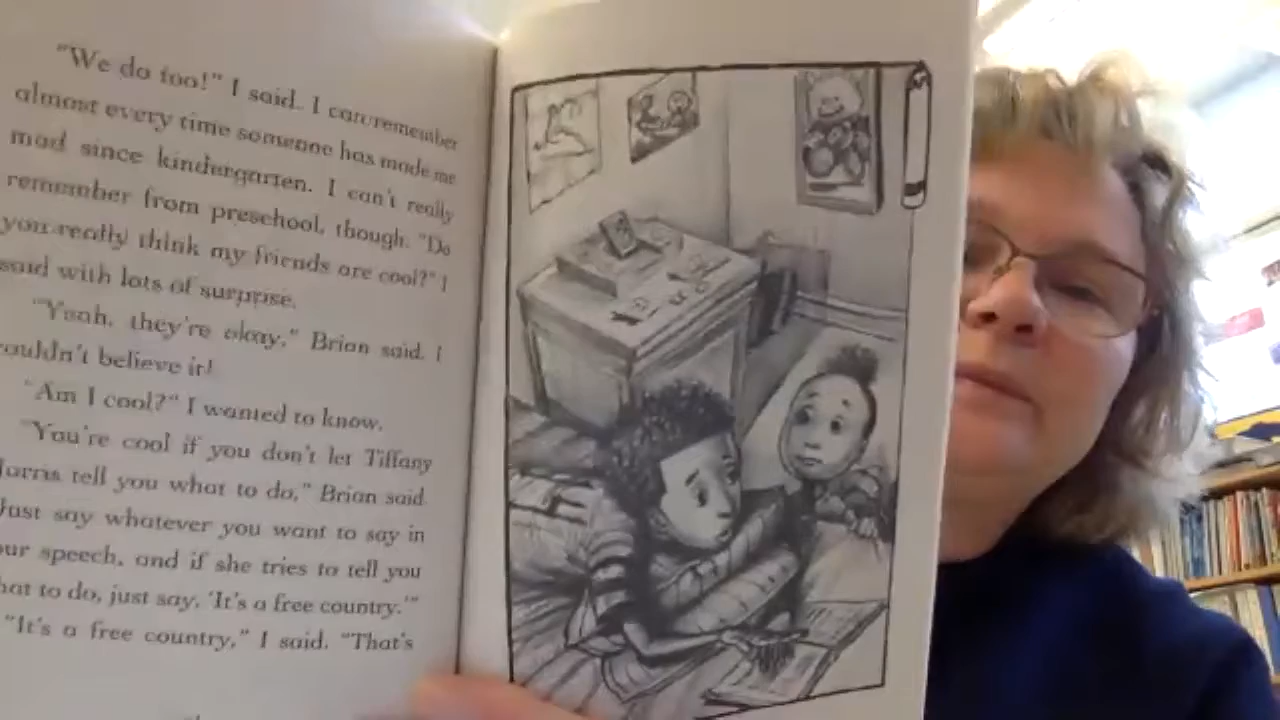 "We do too!" I said. I can remember
almost every time someone has made me
mad since kindergarten. I can't really
remember from preschool, though. "Do
you really think my friends are cool?" I
said with lots of surprise.
"Yeah, they're okay," Brian said. I
couldn't believe it!
"Am I cool?" I wanted to know.
"You're cool if you don't let Tiffany
Morris tell you what to do," Brian said.
"Just say whatever you want to say in
your speech, and if she tries to tell you
what to do, just say, 'It's a free country.'"
"It's a free country," I said. "That's